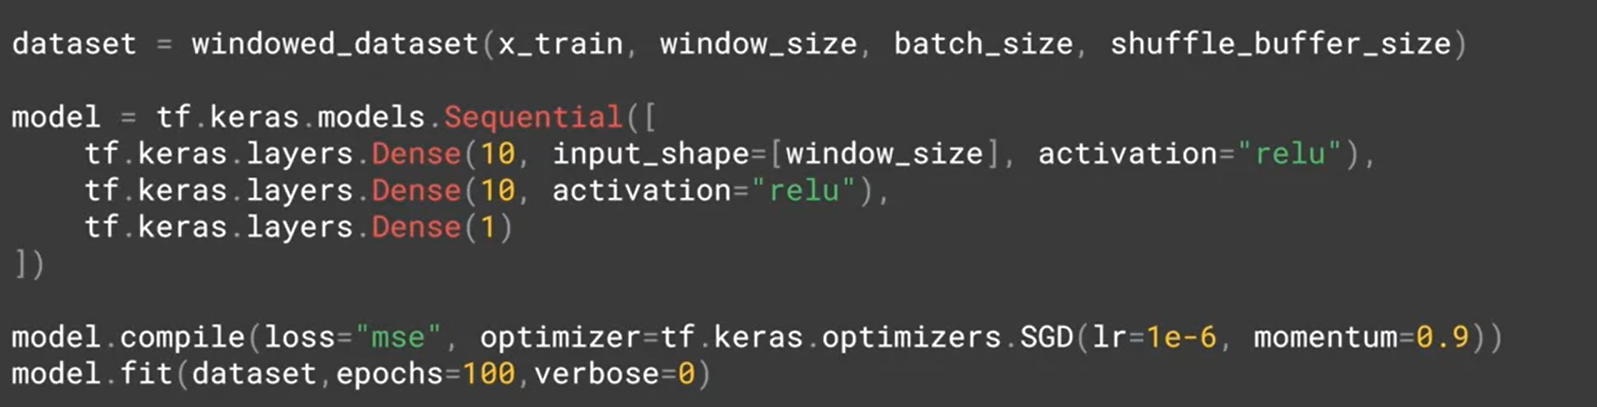 dataset = windowed_dataset(x_train, window_size, batch_size, shuffle_buffer_size)
model = tf.keras.models.Sequential([
    tf.keras.layers.Dense(10, input_shape=[window_size], activation="relu"),
    tf.keras.layers.Dense(10, activation="relu"),
    tf.keras.layers.Dense(1)
])
model.compile(loss="mse", optimizer=tf.keras.optimizers.SGD(lr=1e-6, momentum=0.9))
model.fit(dataset,epochs=100,verbose=0)